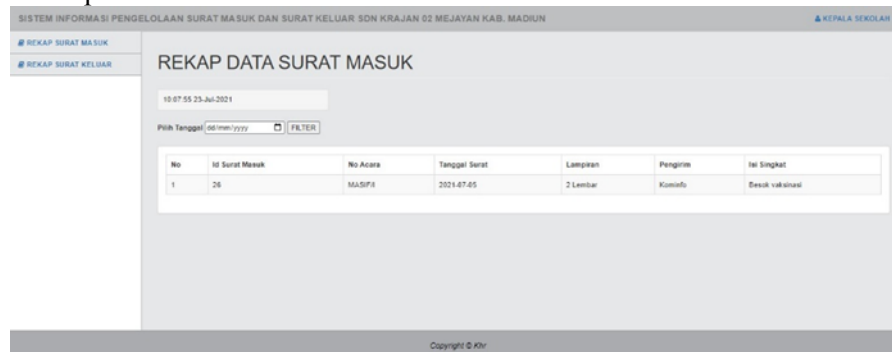 SISTEM INFORMASI PENGELOLAAN SURAT MASUK DAN SURAT KELUAR SDN KRAJAN 02 MEJAYAN KAB. MADIUN KEPALA SEKOLAH
REKAP SURAT MASUK
REKAP SURAT KELUAR
REKAP DATA SURAT MASUK
10:07:55 23-Jul-2021
Pilih Tanggal dd/mm/yyyy FILTER
No Id Surat Masuk No Acara Tanggal Surat Lampiran Pengirim Isi Singkat
1 26 2021-07-05 2 Lembar Kominfo Besok vaksinasi
Copyright © Khr